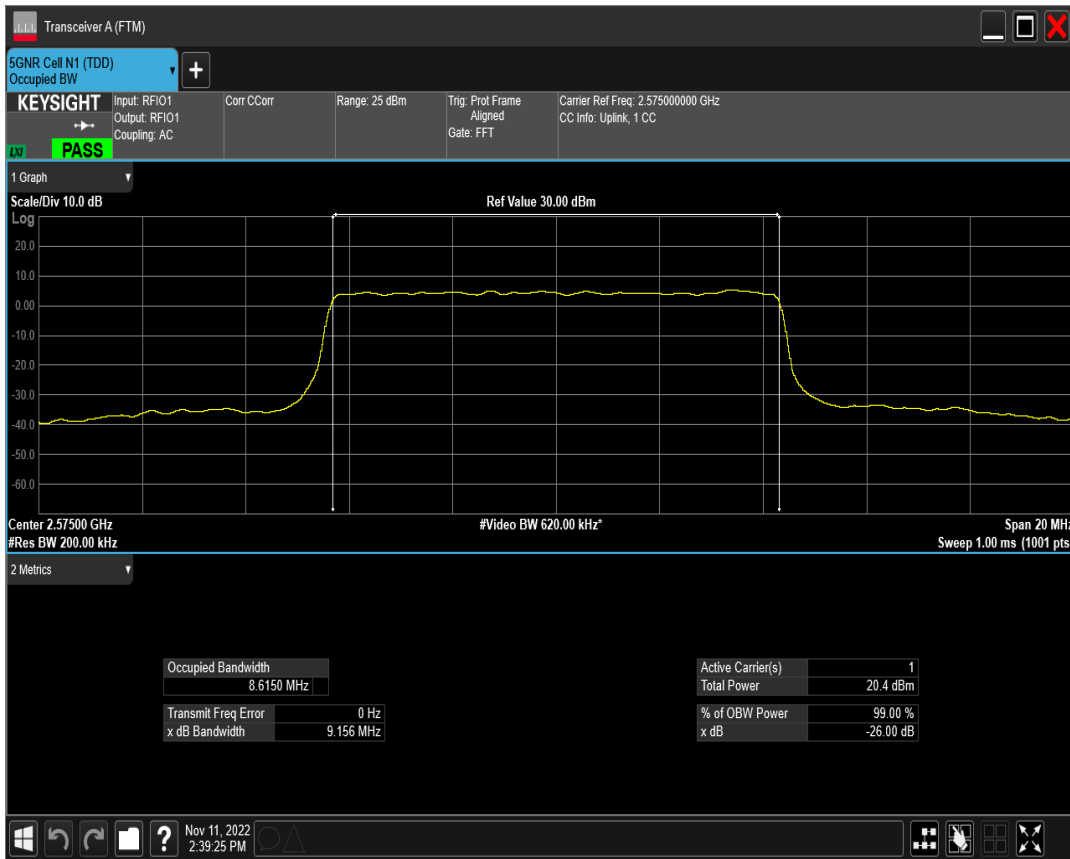 Transceiver A (FTM)
5GNR Cell N1 (TDD)
Occupied BW
+
KEYSIGHT
LXI
PASS
Input: RFIO1
Output: RFIO1
Coupling: AC
Corr CCorr
Range: 25 dBm
Trig: Prot Frame
Aligned
Gate: FFT
Carrier Ref Freq: 2.575000000 GHz
CC Info: Uplink, 1 CC
1 Graph
Scale/Div 10.0 dB
Ref Value 30.00 dBm
Log
20.0
10.0
0.00
-10.0
-20.0
-30.0
-40.0
-50.0
-60.0
Center 2.57500 GHz
#Video BW 620.00 kHz*
Span 20 MHz
#Res BW 200.00 kHz
Sweep 1.00 ms (1001 pts
2 Metrics
Occupied Bandwidth
8.6150 MHz
Transmit Freq Error 0 Hz
x dB Bandwidth 9.156 MHz
Active Carrier(s) 1
Total Power 20.4 dBm
% of OBW Power 99.00 %
x dB -26.00 dB
?
Nov 11, 2022
2:39:25 PM